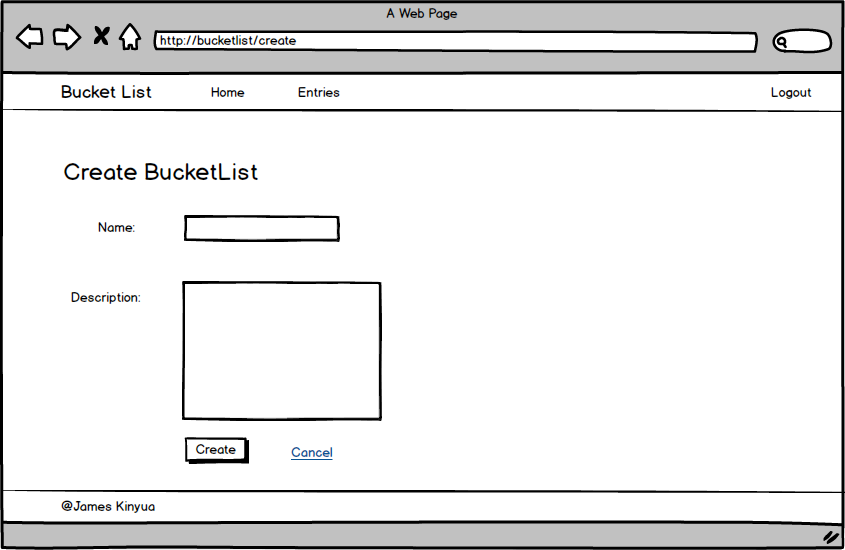 A Web Page
http://bucketlist/create
Bucket List Home Entries Logout
Create BucketList
Name:
Description:
Create Cancel
@James Kinyua